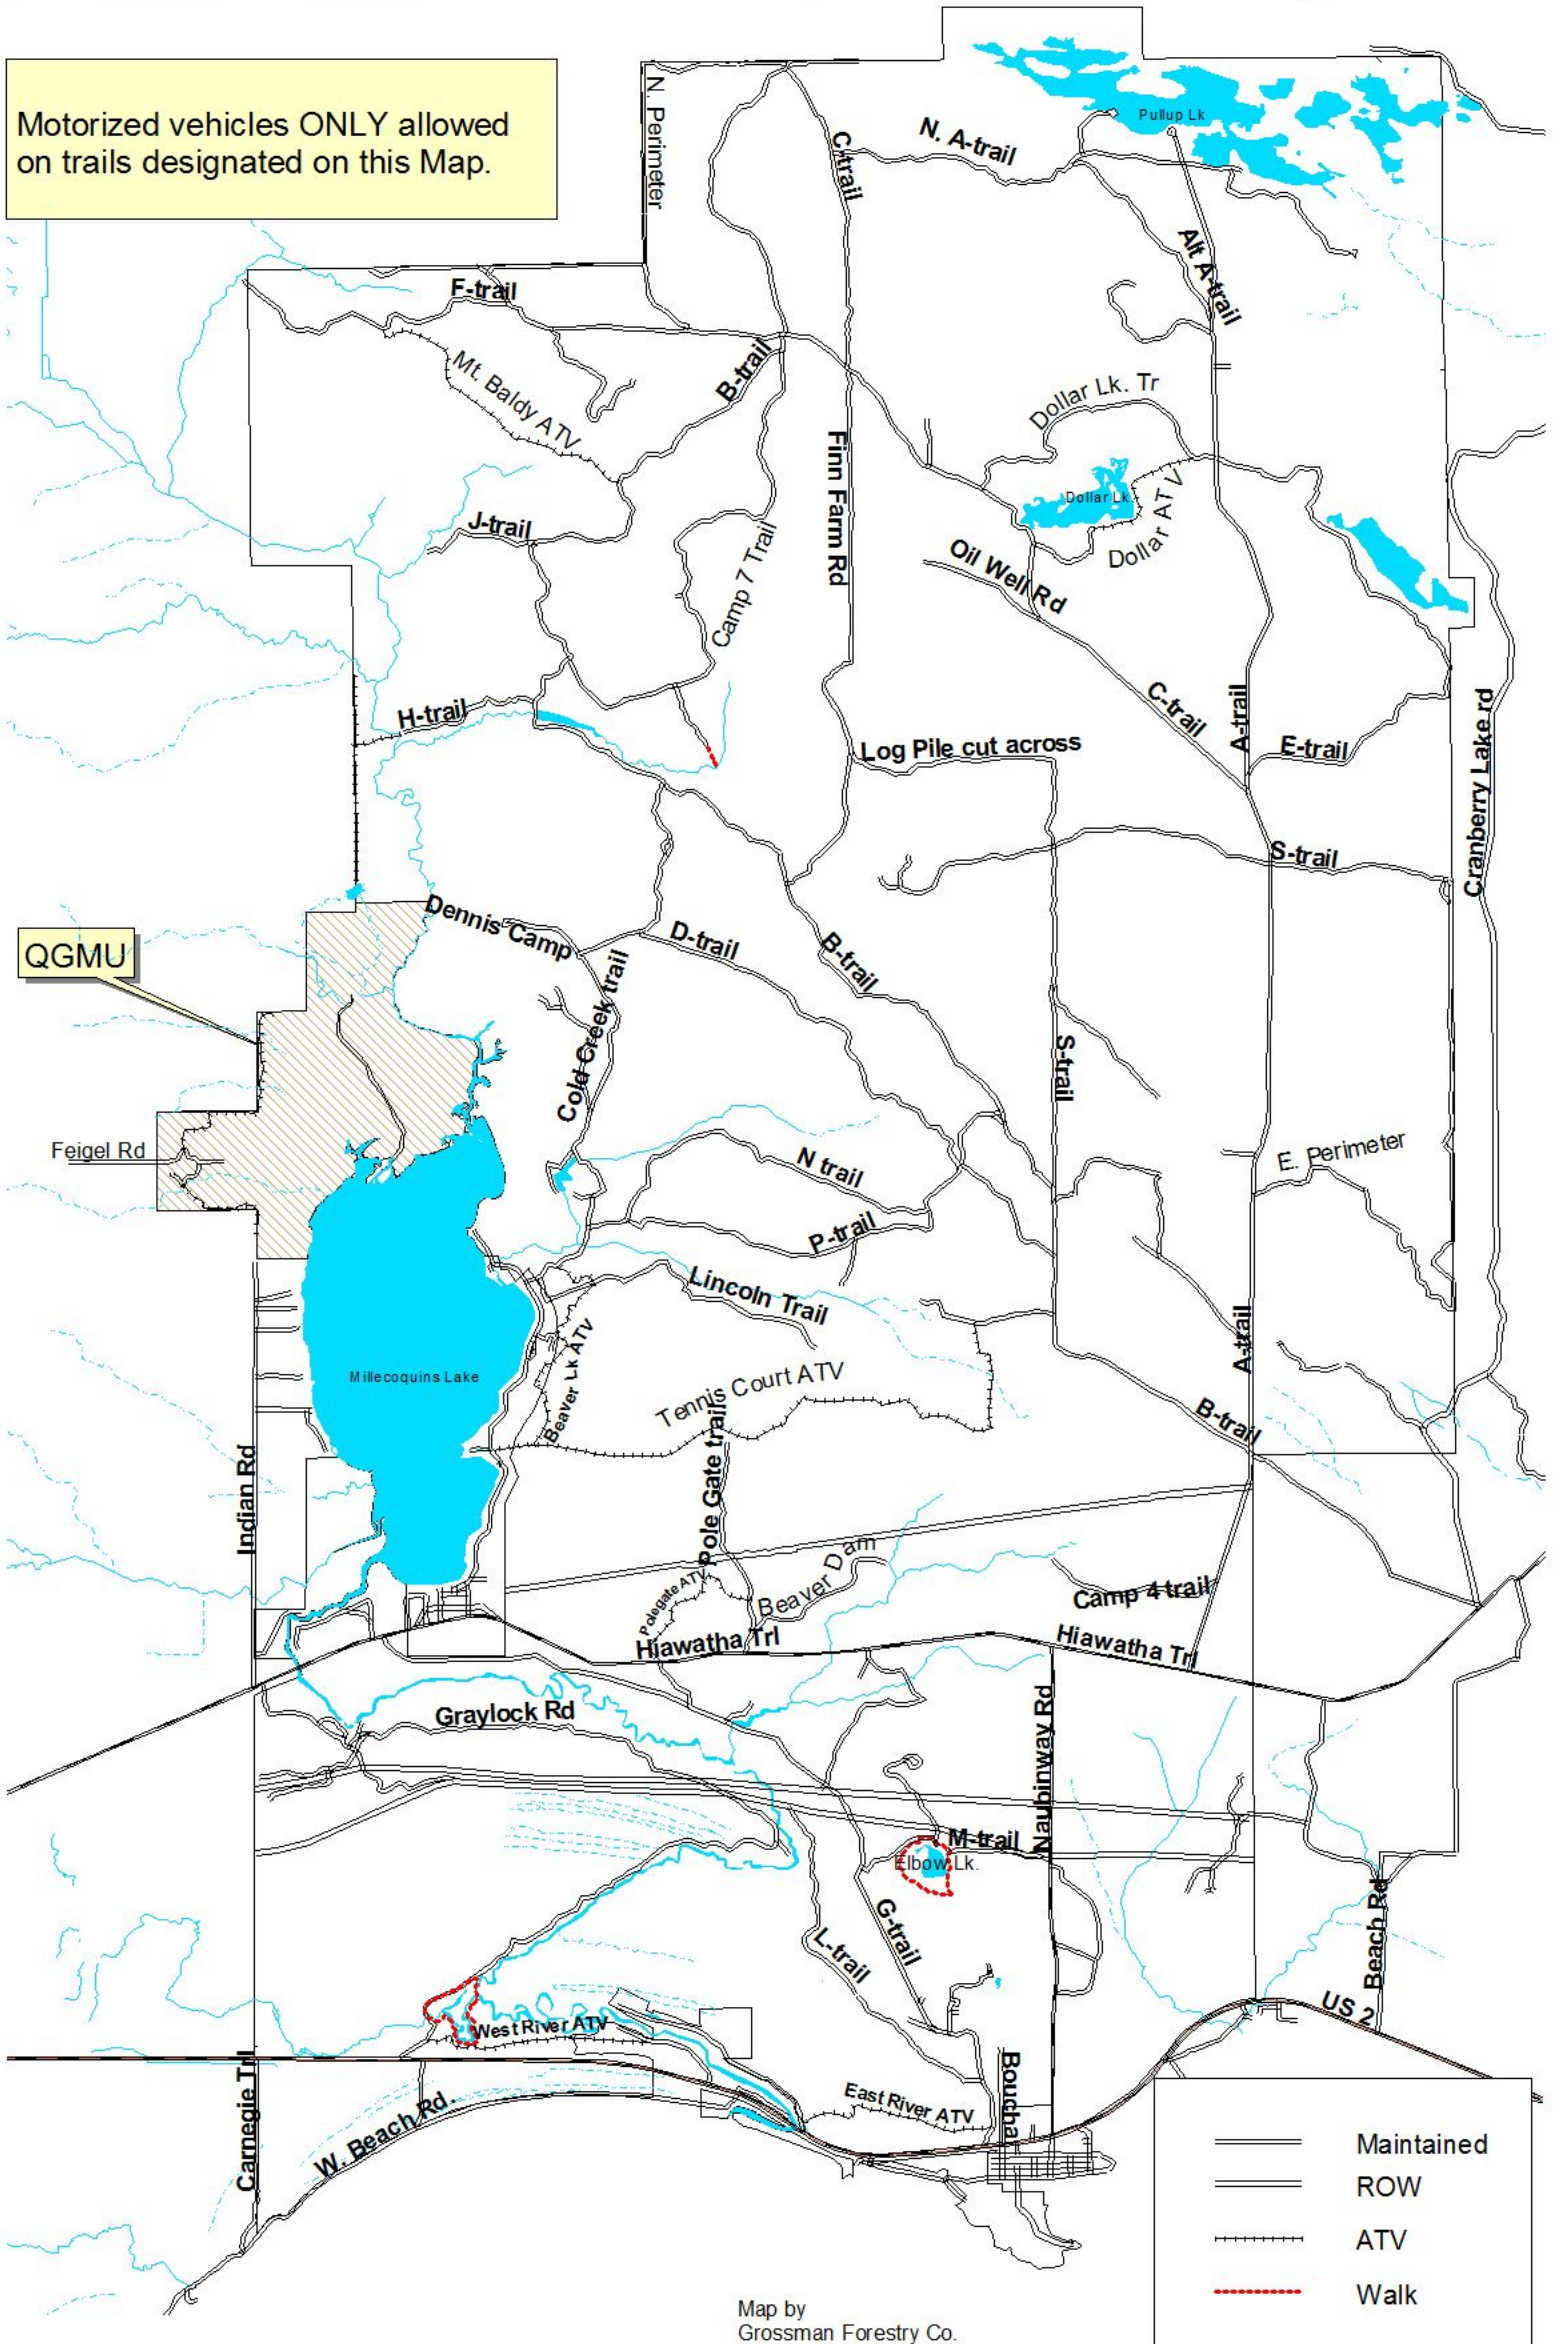 Motorized vehicles ONLY allowed
on trails designated on this Map.
N. Perimeter
C-trail
N. A-trail
Pullup Lk
Alt A-trail
F-trail
Mt. Baldy ATV
B-trail
Dollar Lk. Tr
Finn Farm Rd
Dollar Lk.
Dollar ATV
J-trail
Camp 7 Trail
Oil Well Rd
H-trail
C-trail
A-trail
E-trail
Log Pile cut across
Cranberry Lake rd
S-trail
Dennis Camp
D-trail
B-trail
QGMU
Cold Creek trail
S-trail
Feigel Rd
N trail
E. Perimeter
P-trail
Lincoln Trail
A-trail
Beaver Lk ATV
Millecoquins Lake
Tennis Court ATV
B-trail
Indian Rd
Pole Gate trails
Polegate ATV
Beaver Dam
Camp 4 trail
Hiawatha Trl
Hiawatha Trl
Graylock Rd
Naubinway Rd
M-trail
Elbow Lk.
G-trail
L-trail
Beach Rd
US 2
West River ATV
Carnegie Trl
W. Beach Rd.
East River ATV
Boucha
Maintained
ROW
ATV
Walk
Map by
Grossman Forestry Co.